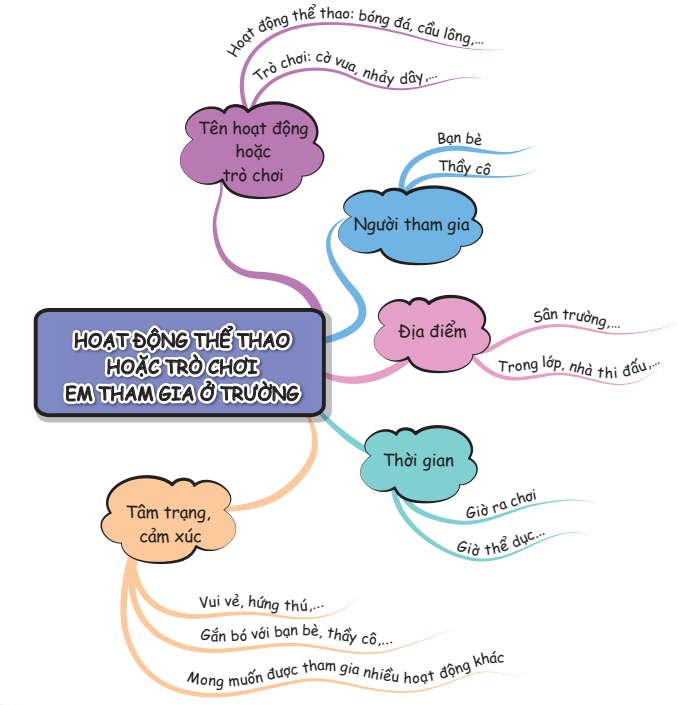 Hoạt động thể thao: bóng đá, cầu lông,...
Trò chơi: cờ vua, nhảy dây,...
Tên hoạt động
hoặc
trò chơi
Bạn bè
Thầy cô
Người tham gia
HOẠT ĐỘNG THỂ THAO
HOẶC TRÒ CHƠI
EM THAM GIA Ở TRƯỜNG
Địa điểm
Sân trường,...
Trong lớp, nhà thi đấu,...
Thời gian
Giờ ra chơi
Giờ thể dục...
Tâm trạng,
cảm xúc
Vui vẻ, hứng thú,...
Gắn bó với bạn bè, thầy cô,...
Mong muốn được tham gia nhiều hoạt động khác